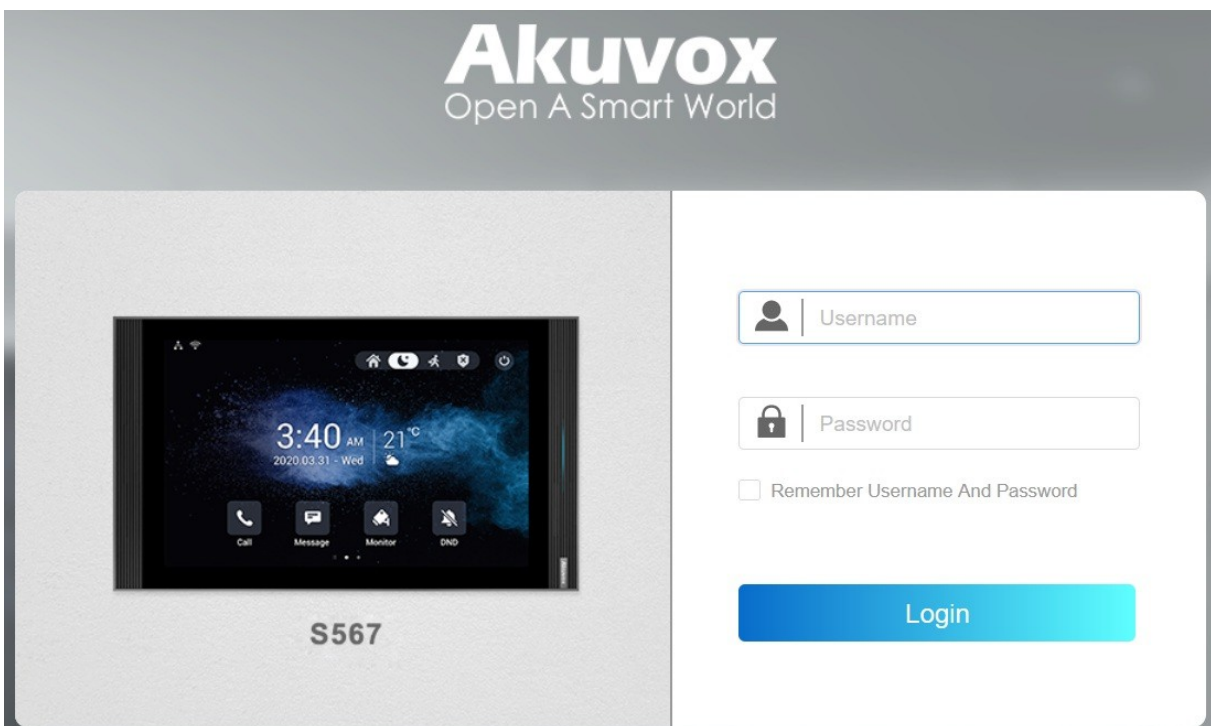 Akuvox
Open A Smart World
3:40 AM 21°C
2020.03.31 - Wed
Call Message Monitor DND
Akuvox
S567
Username
Password
Remember Username And Password
Login